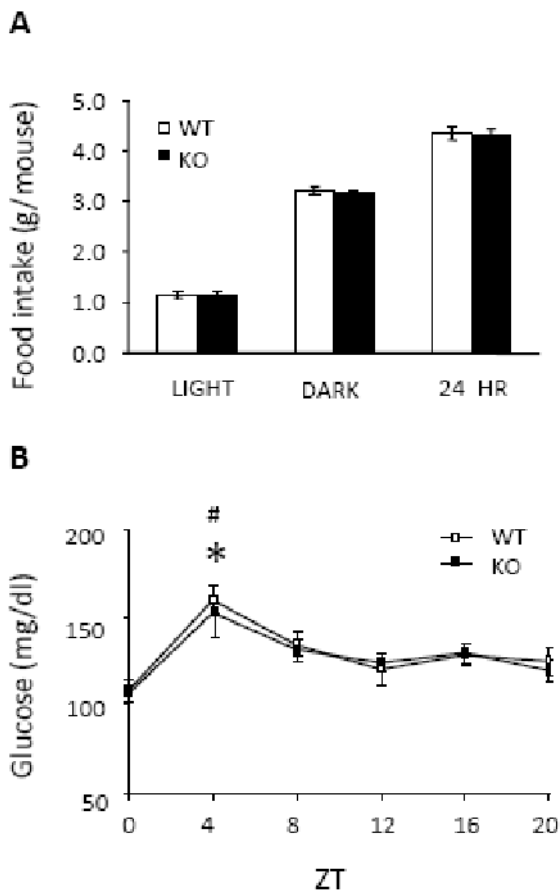 A
Food intake (g/mouse)
5.0
4.0
3.0
2.0
1.0
0.0
WT
KO
LIGHT DARK 24 HR
B
Glucose (mg/dl)
200
150
100
50
#
*
WT
KO
0 4 8 12 16 20
ZT